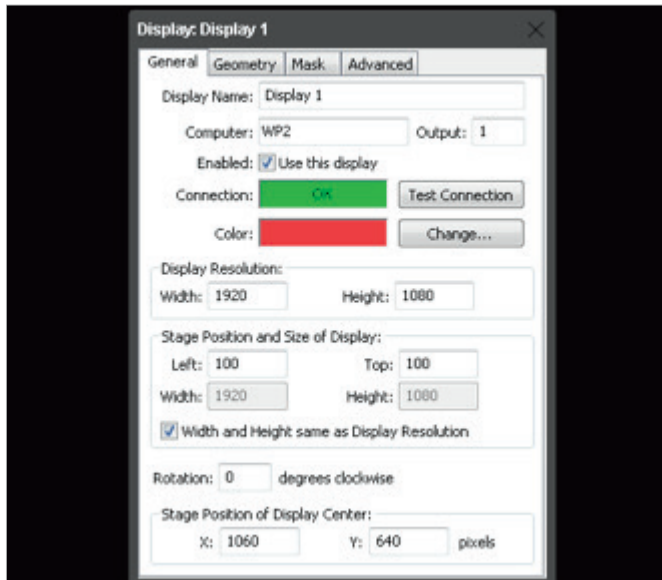 Display: Display 1
General Geometry Mask Advanced
Display Name: Display 1
Computer: WP2 Output: 1
Enabled: Use this display
Connection: OK Test Connection
Color: Change...
Display Resolution:
Width: 1920 Height: 1080
Stage Position and Size of Display:
Left: 100 Top: 100
Width: 1920 Height: 1080
Width and Height same as Display Resolution
Rotation: 0 degrees clockwise
Stage Position of Display Center:
X: 1060 Y: 640 pixels